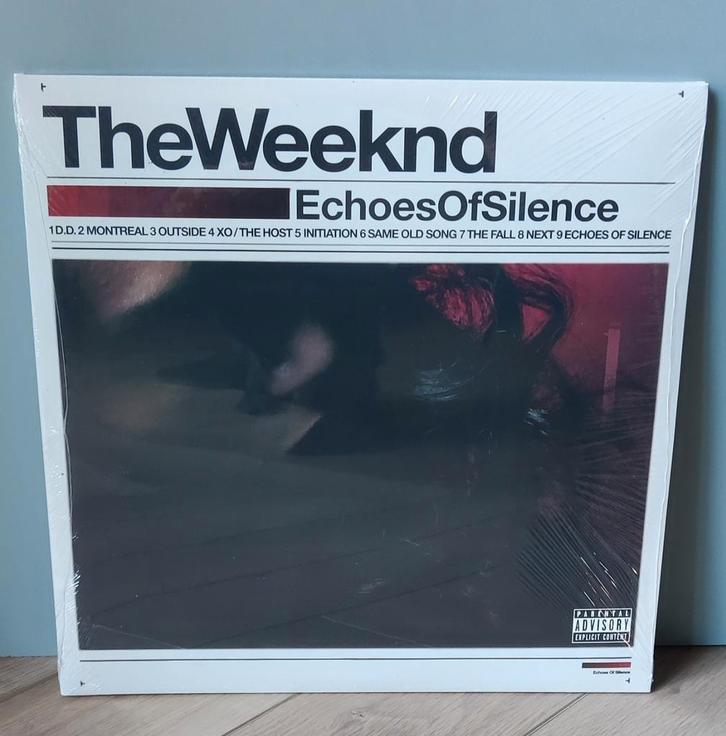 TheWeeknd
EchoesOfSilence
1 D.D. 2 MONTREAL 3 OUTSIDE 4 XO / THE HOST 5 INITIATION 6 SAME OLD SONG 7 THE FALL 8 NEXT 9 ECHOES OF SILENCE
PARENTAL
ADVISORY
EXPLICIT CONTENT
Echoes Of Silence